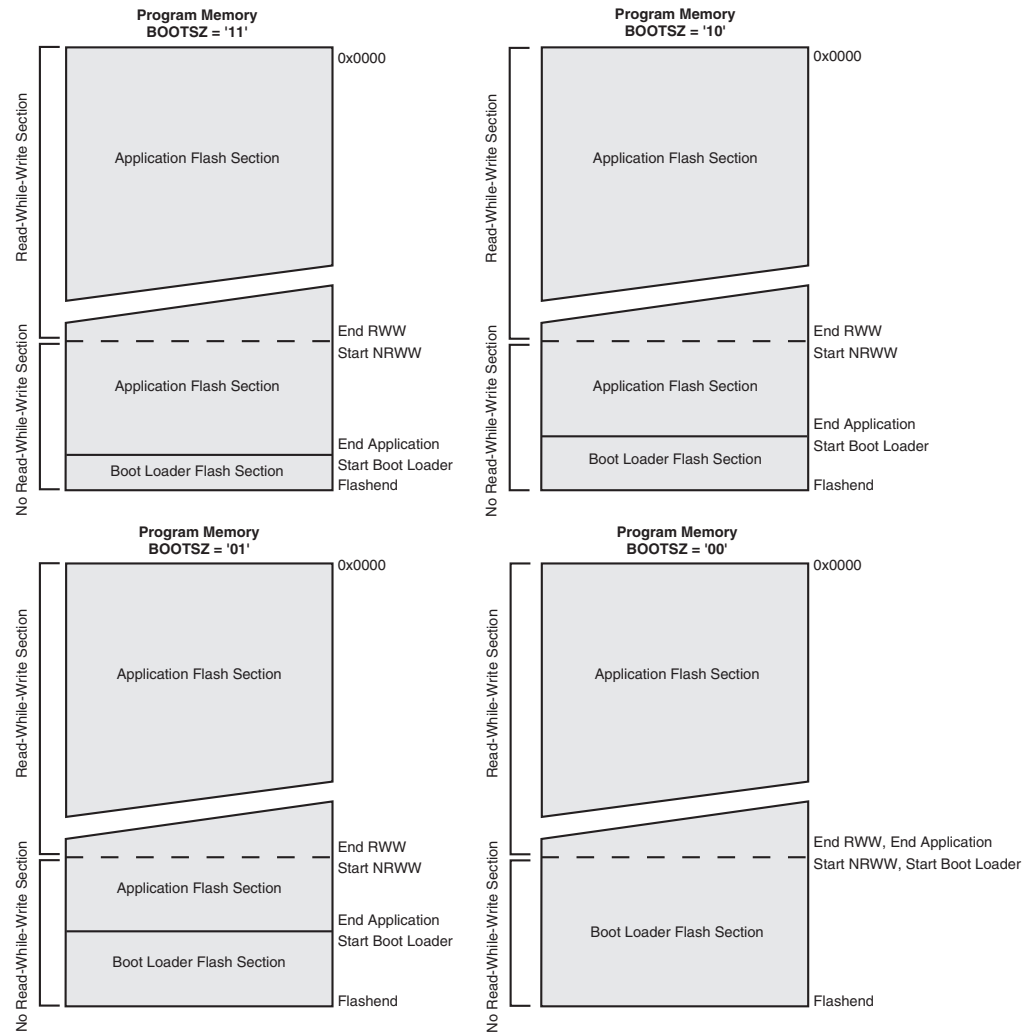 Program Memory
BOOTSZ = '11'
0x0000
Read-While-Write Section
Application Flash Section
End RWW
Start NRWW
No Read-While-Write Section
Application Flash Section
End Application
Start Boot Loader
Boot Loader Flash Section
Flashend
Program Memory
BOOTSZ = '10'
0x0000
Read-While-Write Section
Application Flash Section
End RWW
Start NRWW
No Read-While-Write Section
Application Flash Section
End Application
Start Boot Loader
Boot Loader Flash Section
Flashend
Program Memory
BOOTSZ = '01'
0x0000
Read-While-Write Section
Application Flash Section
End RWW
Start NRWW
No Read-While-Write Section
Application Flash Section
End Application
Start Boot Loader
Boot Loader Flash Section
Flashend
Program Memory
BOOTSZ = '00'
0x0000
Read-While-Write Section
Application Flash Section
End RWW, End Application
Start NRWW, Start Boot Loader
No Read-While-Write Section
Boot Loader Flash Section
Flashend